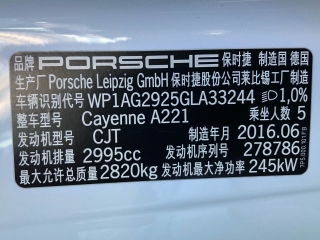 品牌 PORSCHE 保时捷 制造国 德国
生产厂 Porsche Leipzig GmbH 保时捷股份公司莱比锡工厂制造
车辆识别代号 WP1AG2925GLA33244 1,0%
整车型号 Cayenne A221 乘坐人数 5
发动机型号 CJT 制造年月 2016.06
发动机排量 2995cc 发动机序列号 278786
最大允许总质量 2820kg 发动机最大净功率 245kW
7P5.010.101.FB